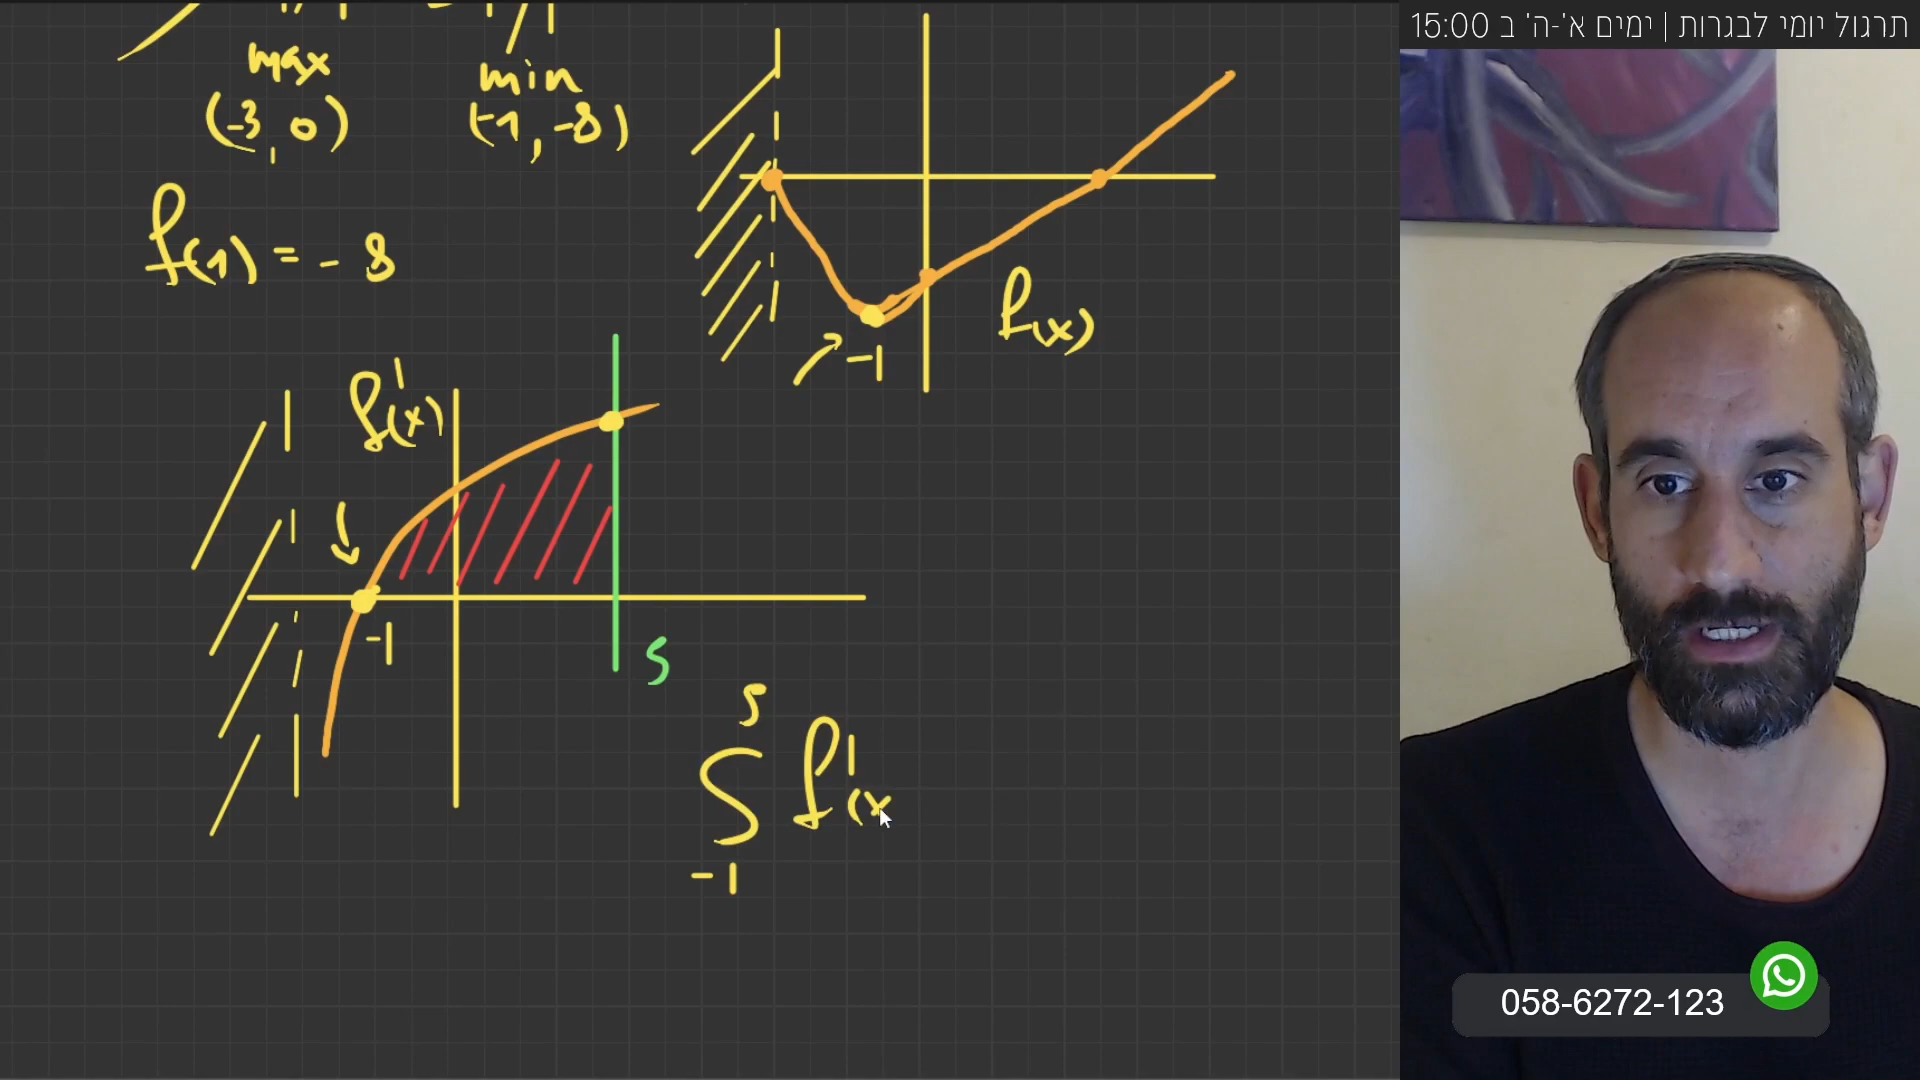 תרגול יומי לבגרות | ימים א'-ה' ב 15:00
max min
(-3, 0) (-1, -8)
f(1) = - 8
f(x)
-1
f'(x)
-1
5
5
∫ f'(x
-1
058-6272-123